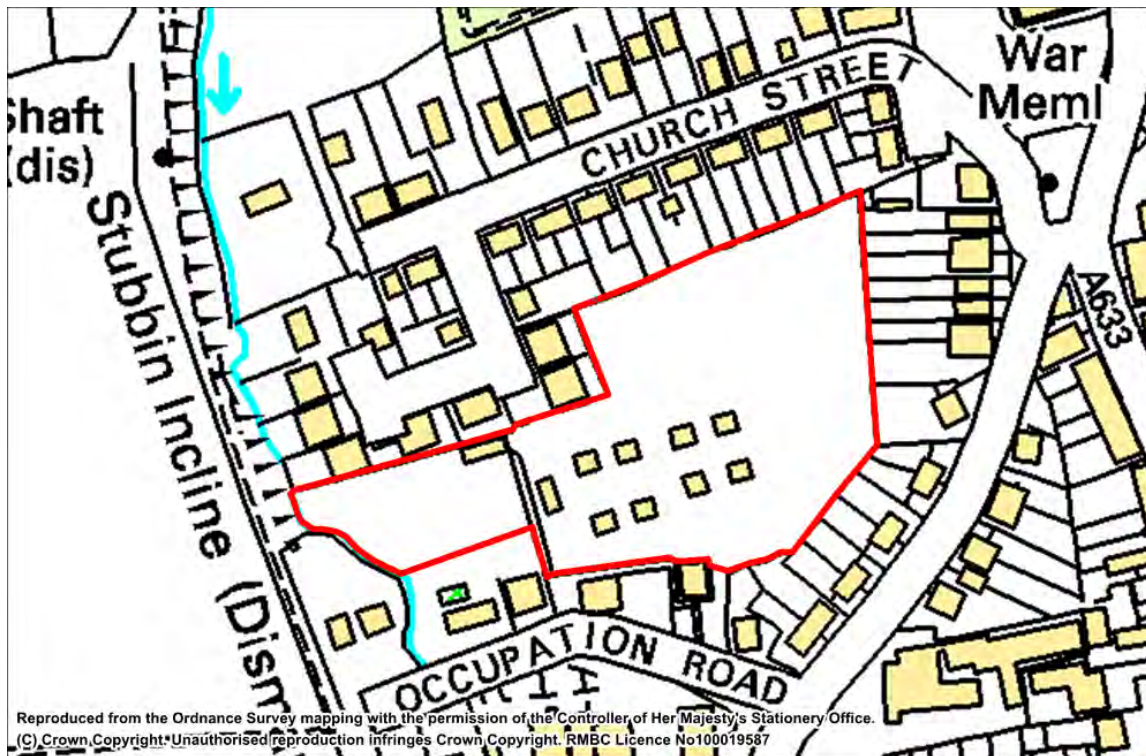 War
Meml
CHURCH STREET
Shaft
(dis)
Stubbin Incline (Dism
A633
OCCUPATION ROAD
Reproduced from the Ordnance Survey mapping with the permission of the Controller of Her Majesty's Stationery Office.
(C) Crown Copyright. Unauthorised reproduction infringes Crown Copyright. RMBC Licence No100019587